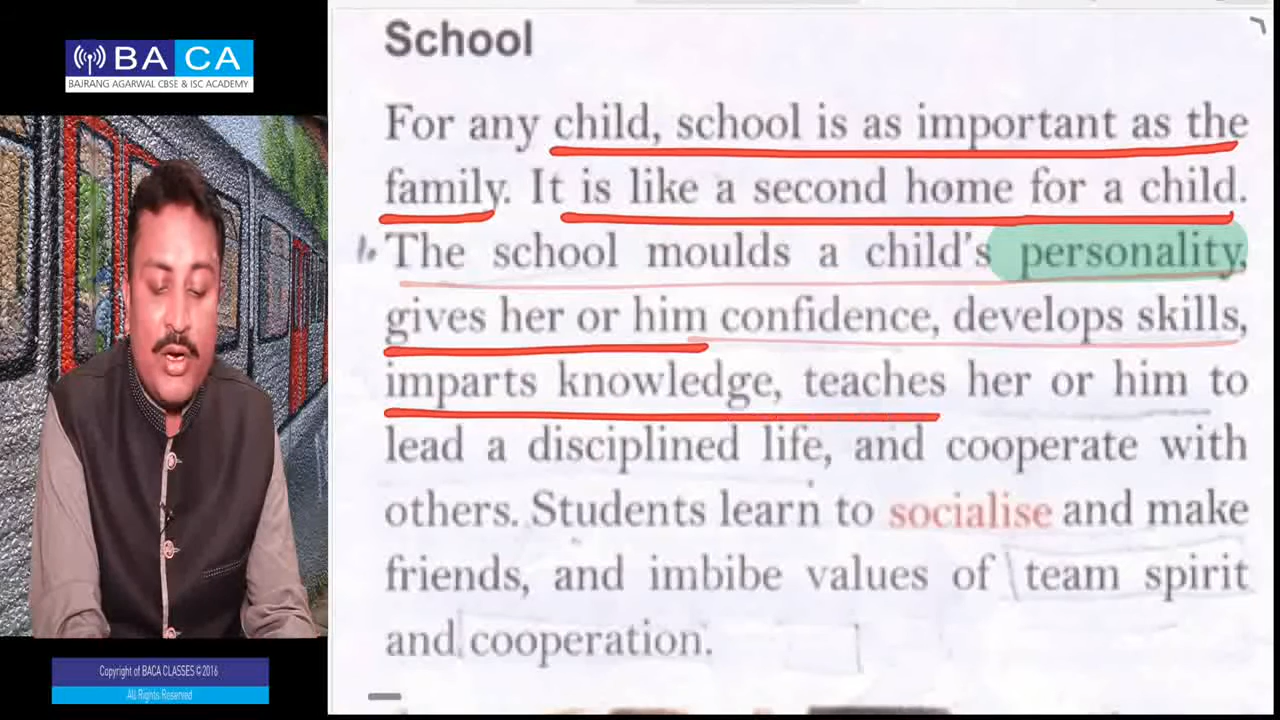 BACA
BAJRANG AGARWAL CBSE & ISC ACADEMY
School
For any child, school is as important as the
family. It is like a second home for a child.
The school moulds a child's personality,
gives her or him confidence, develops skills,
imparts knowledge, teaches her or him to
lead a disciplined life, and cooperate with
others. Students learn to socialise and make
friends, and imbibe values of team spirit
and cooperation.
Copyright of BACA CLASSES ©2016
All Rights Reserved